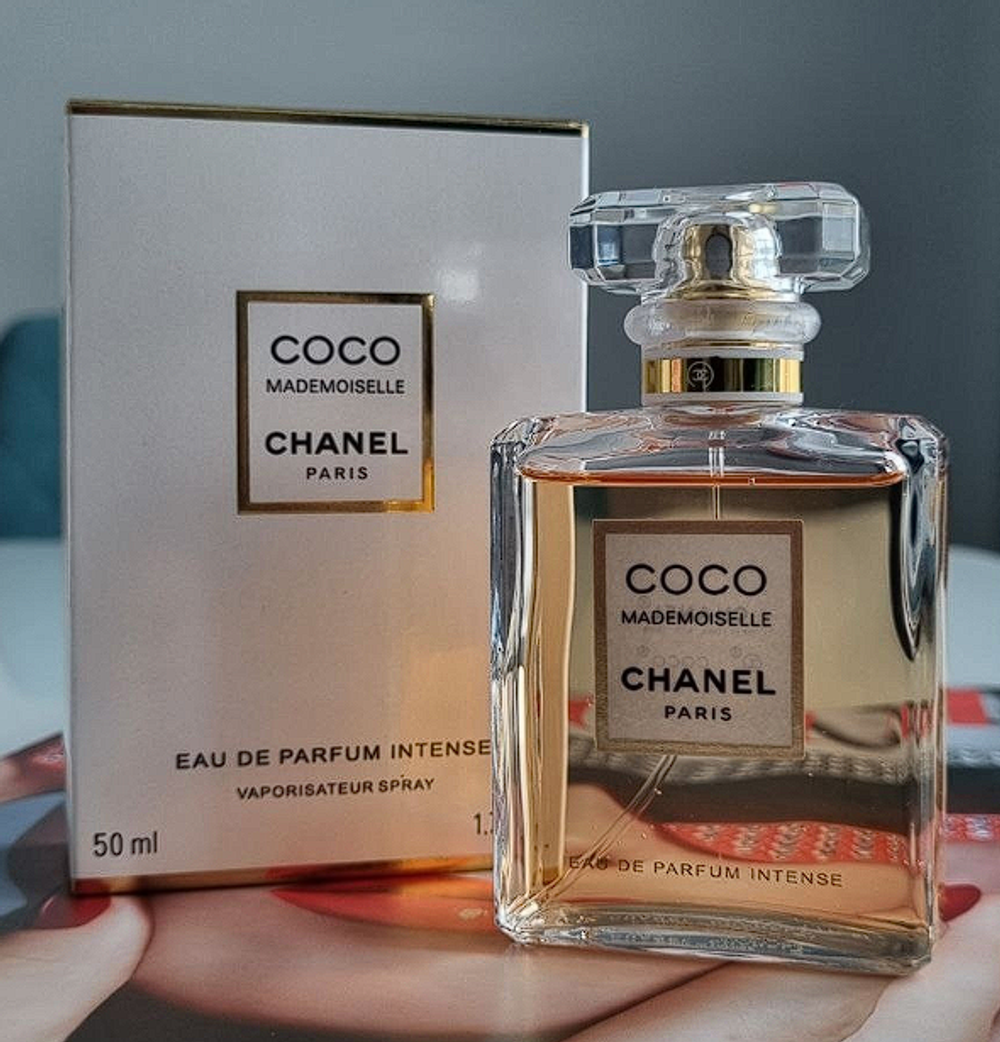 COCO
MADEMOISELLE
CHANEL
PARIS
EAU DE PARFUM INTENSE
VAPORISATEUR SPRAY
50 ml
COCO
MADEMOISELLE
CHANEL
PARIS
EAU DE PARFUM INTENSE